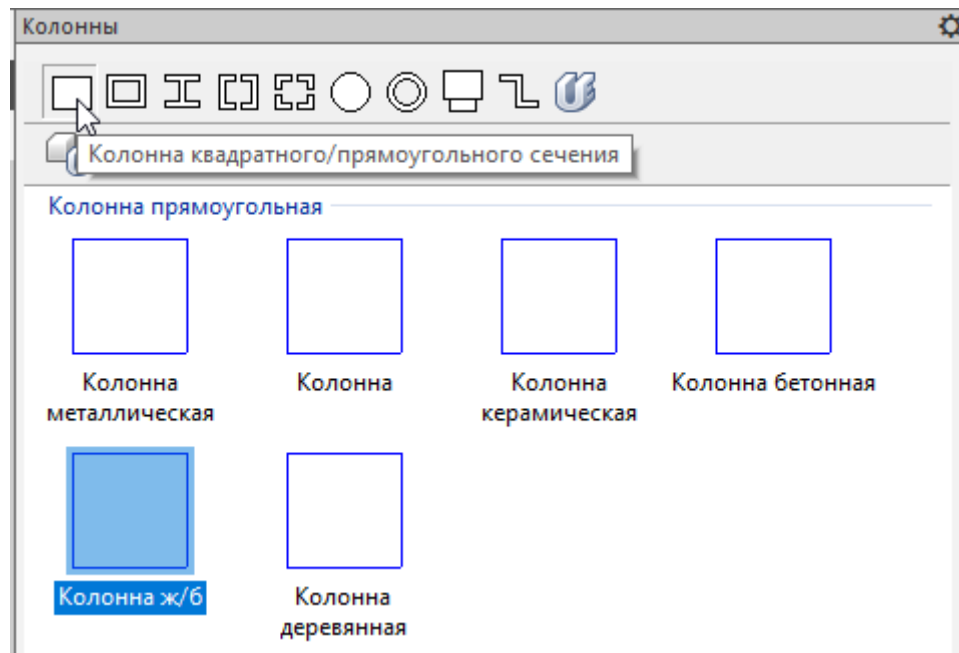 Колонны
Колонна квадратного/прямоугольного сечения
Колонна прямоугольная
Колонна
металлическая
Колонна
Колонна
керамическая
Колонна бетонная
Колонна ж/б
Колонна
деревянная